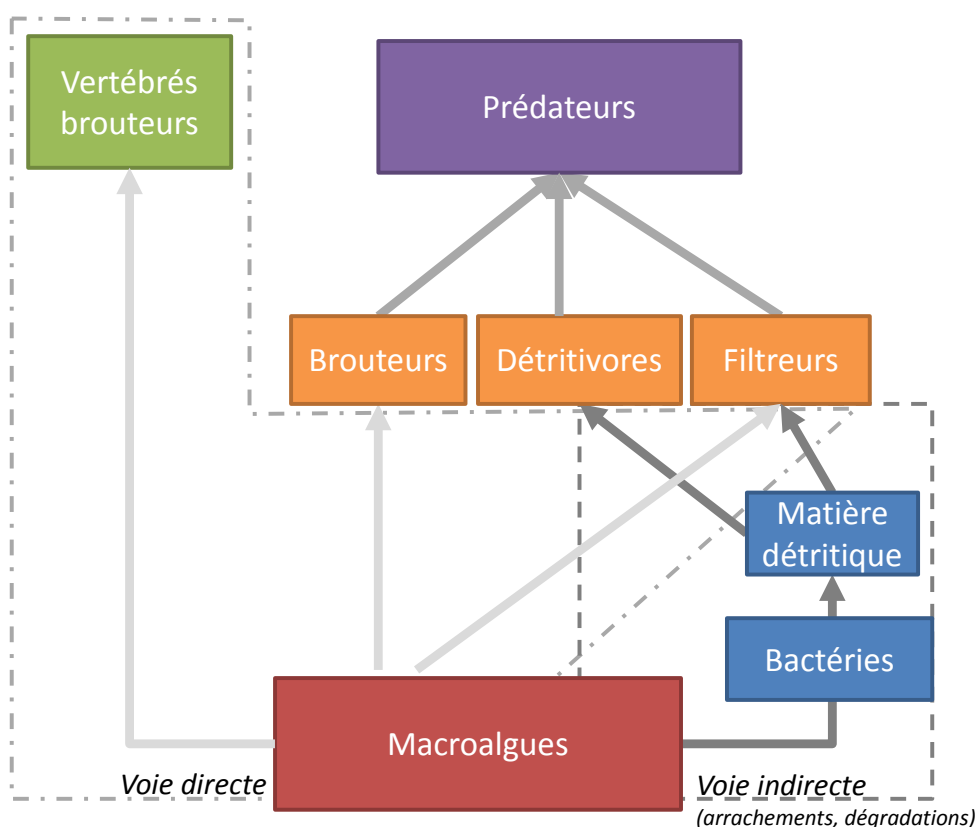 Vertébrés
brouteurs
Prédateurs
Brouteurs
Détritivores
Filtreurs
Matière
détritique
Bactéries
Macroalgues
Voie directe
Voie indirecte
(arrachements, dégradations)